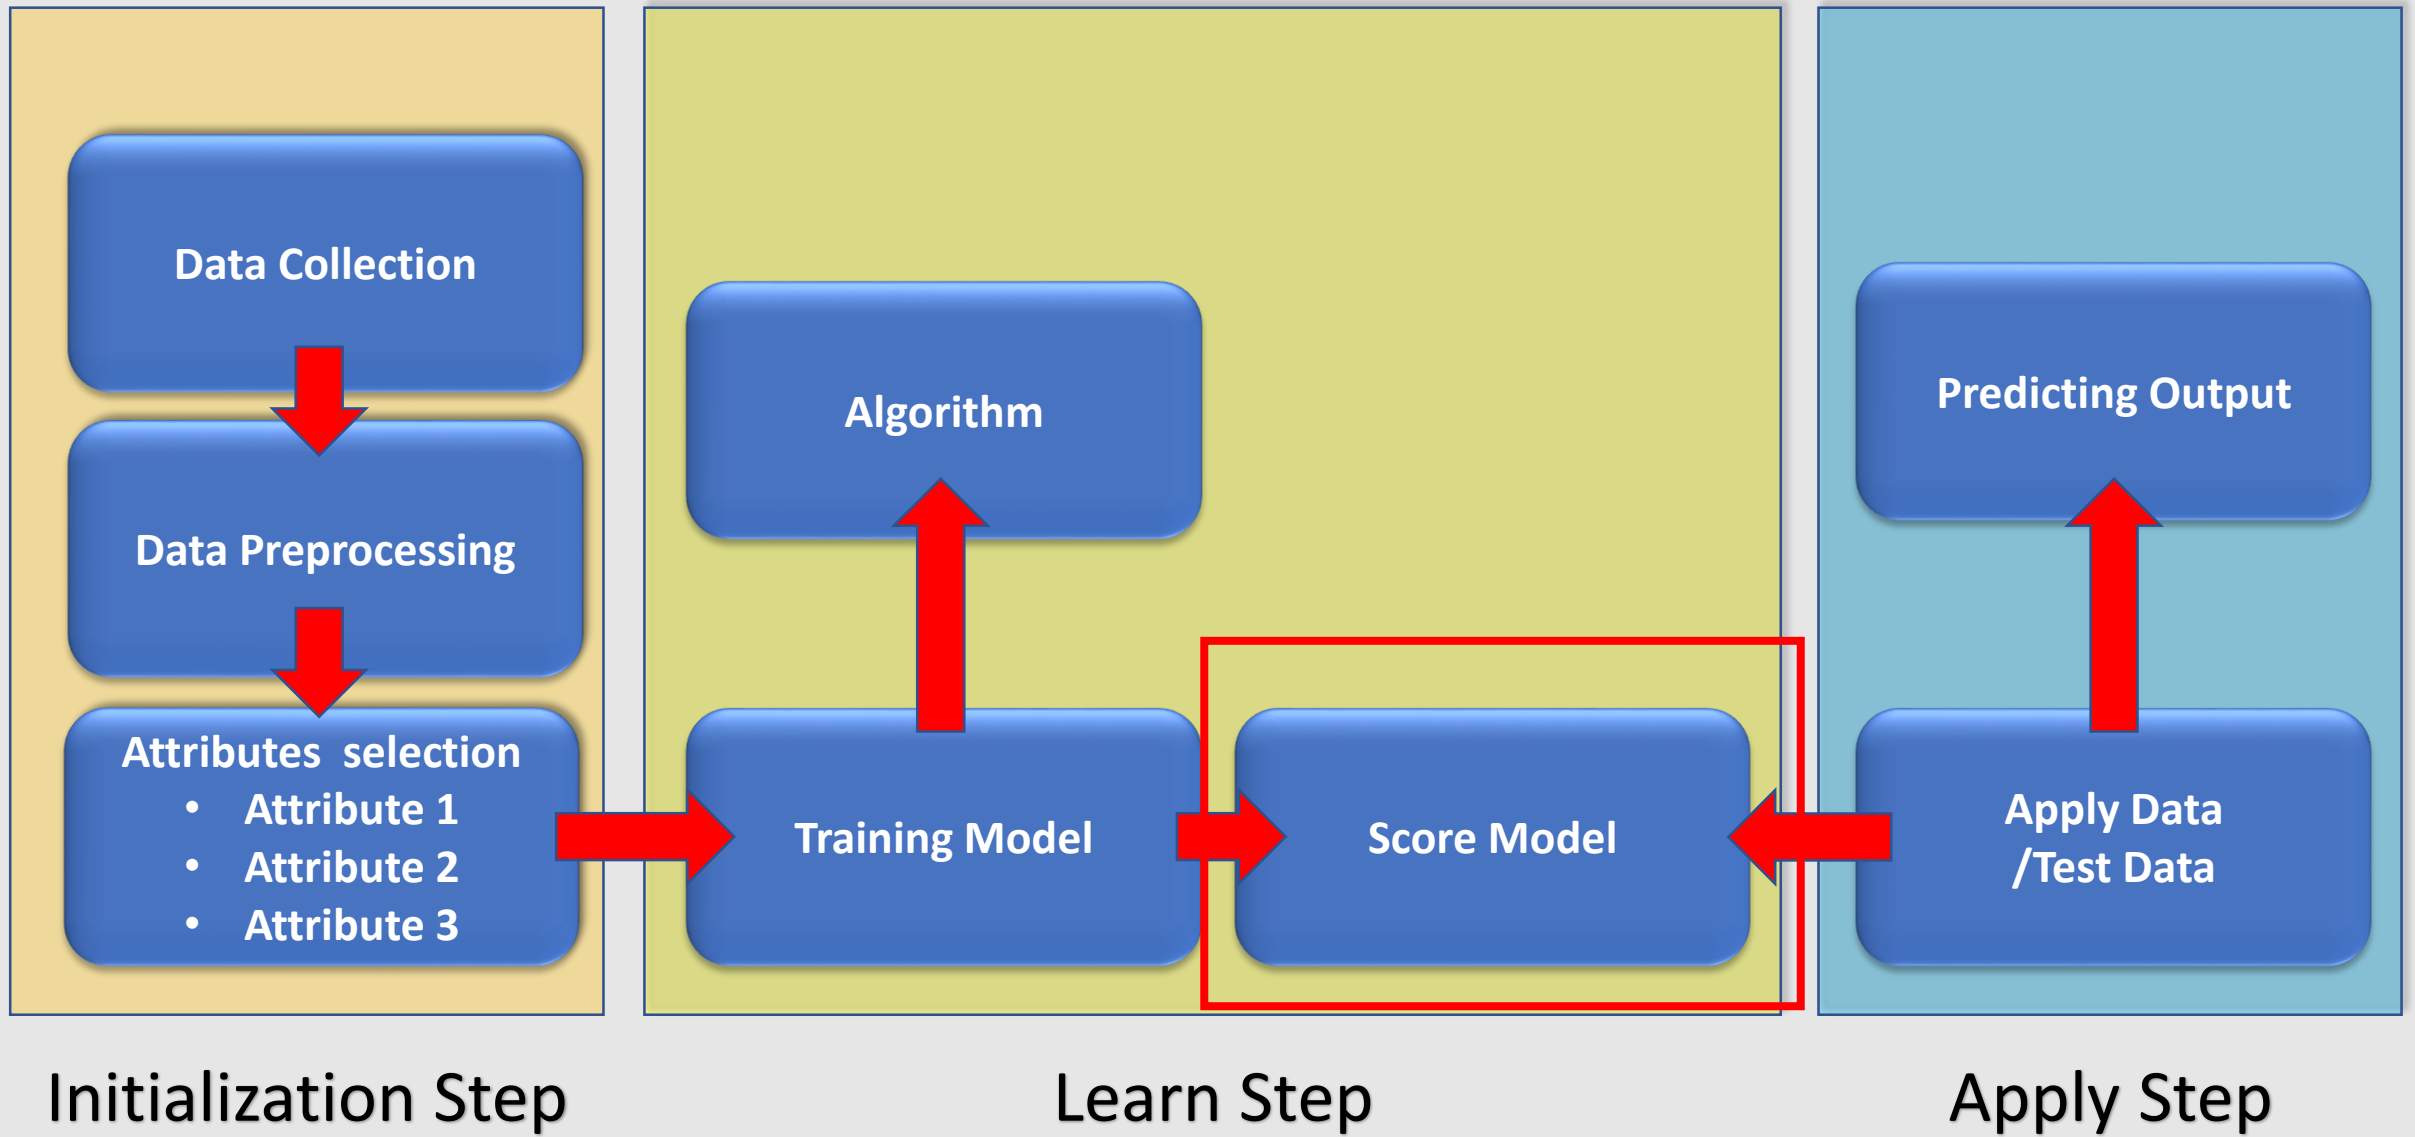 Data Collection
Data Preprocessing
Attributes  selection
• Attribute 1
• Attribute 2
• Attribute 3
Initialization Step
Algorithm
Training Model
Score Model
Learn Step
Predicting Output
Apply Data
/Test Data
Apply Step